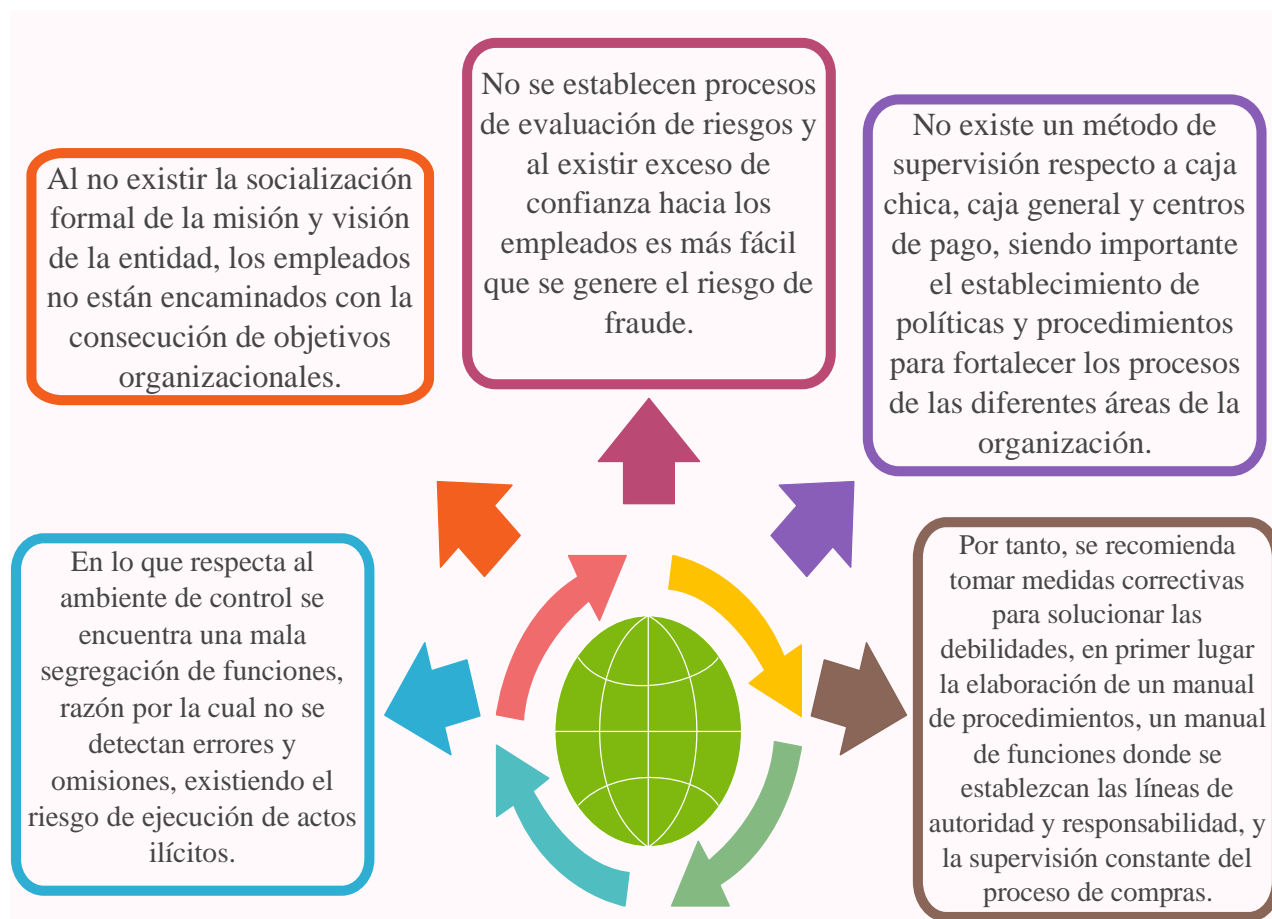 En lo que respecta al
ambiente de control se
encuentra una mala
segregación de funciones,
razón por la cual no se
detectan errores y
omisiones, existiendo el
riesgo de ejecución de actos
ilícitos.
Al no existir la socialización
formal de la misión y visión
de la entidad, los empleados
no están encaminados con la
consecución de objetivos
organizacionales.
No se establecen procesos
de evaluación de riesgos y
al existir exceso de
confianza hacia los
empleados es más fácil
que se genere el riesgo de
fraude.
No existe un método de
supervisión respecto a caja
chica, caja general y centros
de pago, siendo importante
el establecimiento de
políticas y procedimientos
para fortalecer los procesos
de las diferentes áreas de la
organización.
Por tanto, se recomienda
tomar medidas correctivas
para solucionar las
debilidades, en primer lugar
la elaboración de un manual
de procedimientos, un manual
de funciones donde se
establezcan las líneas de
autoridad y responsabilidad, y
la supervisión constante del
proceso de compras.